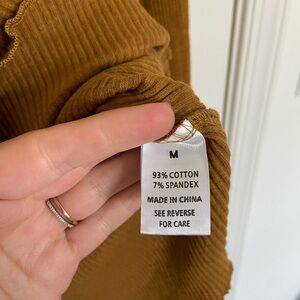 M
93% COTTON
7% SPANDEX
MADE IN CHINA
SEE REVERSE
FOR CARE